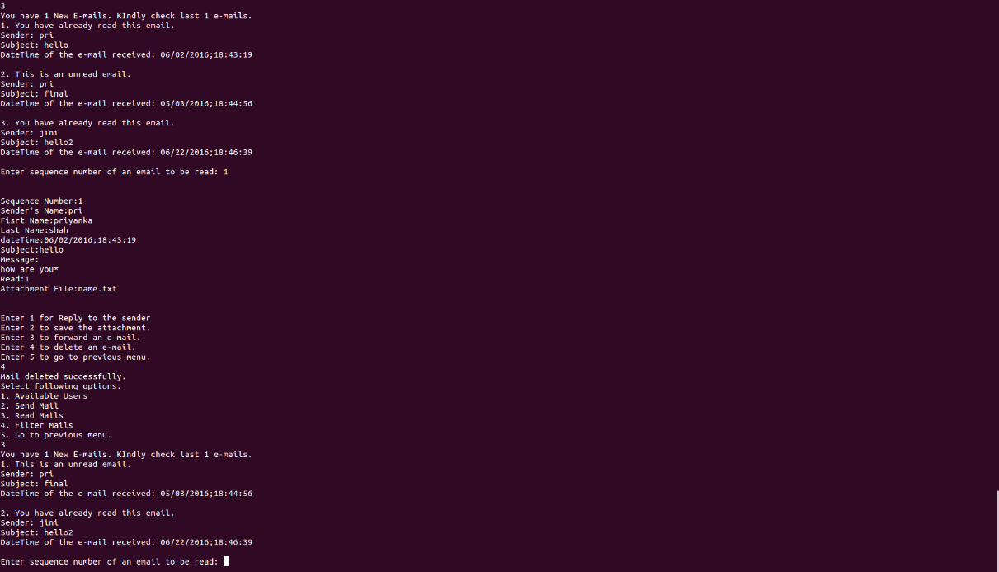 3
You have 1 New E-mails. KIndly check last 1 e-mails.
1. You have already read this email.
Sender: pri
Subject: hello
DateTime of the e-mail received: 06/02/2016;18:43:19
2. This is an unread email.
Sender: pri
Subject: final
DateTime of the e-mail received: 05/03/2016;18:44:56
3. You have already read this email.
Sender: jini
Subject: hello2
DateTime of the e-mail received: 06/22/2016;18:46:39
Enter sequence number of an email to be read: 1
Sequence Number:1
Sender's Name:pri
Fisrt Name:priyanka
Last Name:shah
dateTime:06/02/2016;18:43:19
Subject:hello
Message:
how are you*
Read:1
Attachment File:name.txt
Enter 1 for Reply to the sender
Enter 2 to save the attachment.
Enter 3 to forward an e-mail.
Enter 4 to delete an e-mail.
Enter 5 to go to previous menu.
4
Mail deleted successfully.
Select following options.
1. Available Users
2. Send Mail
3. Read Mails
4. Filter Mails
5. Go to previous menu.
3
You have 1 New E-mails. KIndly check last 1 e-mails.
1. This is an unread email.
Sender: pri
Subject: final
DateTime of the e-mail received: 05/03/2016;18:44:56
2. You have already read this email.
Sender: jini
Subject: hello2
DateTime of the e-mail received: 06/22/2016;18:46:39
Enter sequence number of an email to be read: